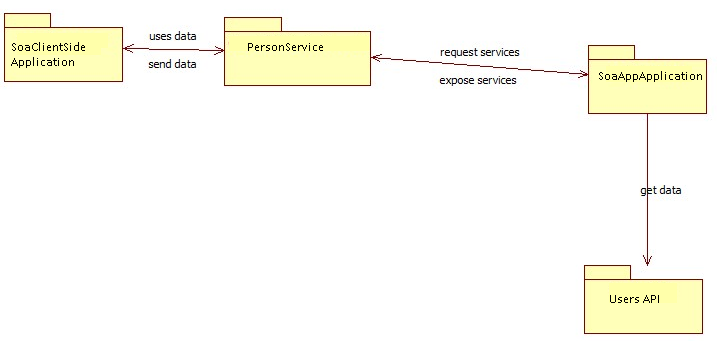 SoaClientSide
Application
uses data
send data
PersonService
request services
expose services
SoaAppApplication
get data
Users API